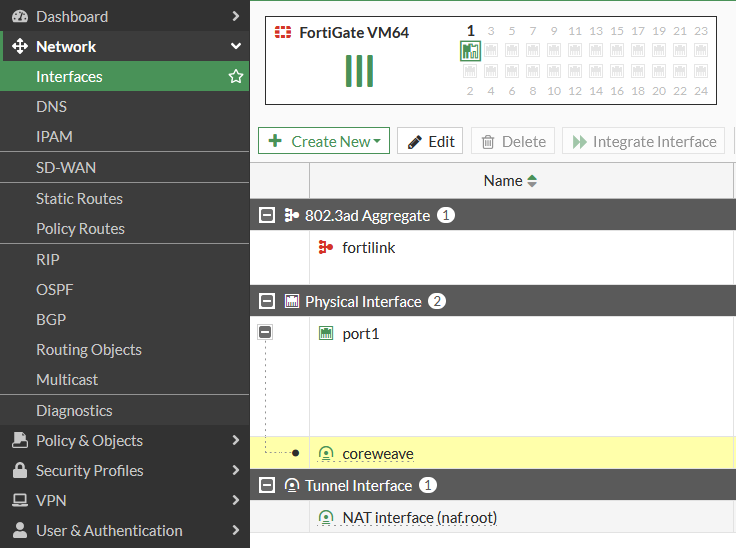 Dashboard
Network
Interfaces
DNS
IPAM
SD-WAN
Static Routes
Policy Routes
RIP
OSPF
BGP
Routing Objects
Multicast
Diagnostics
Policy & Objects
Security Profiles
VPN
User & Authentication
FortiGate VM64
1 3 5 7 9 11 13 15 17 19 21 23
2 4 6 8 10 12 14 16 18 20 22 24
Create New Edit Delete Integrate Interface
Name
802.3ad Aggregate 1
fortilink
Physical Interface 2
port1
coreweave
Tunnel Interface 1
NAT interface (naf.root)